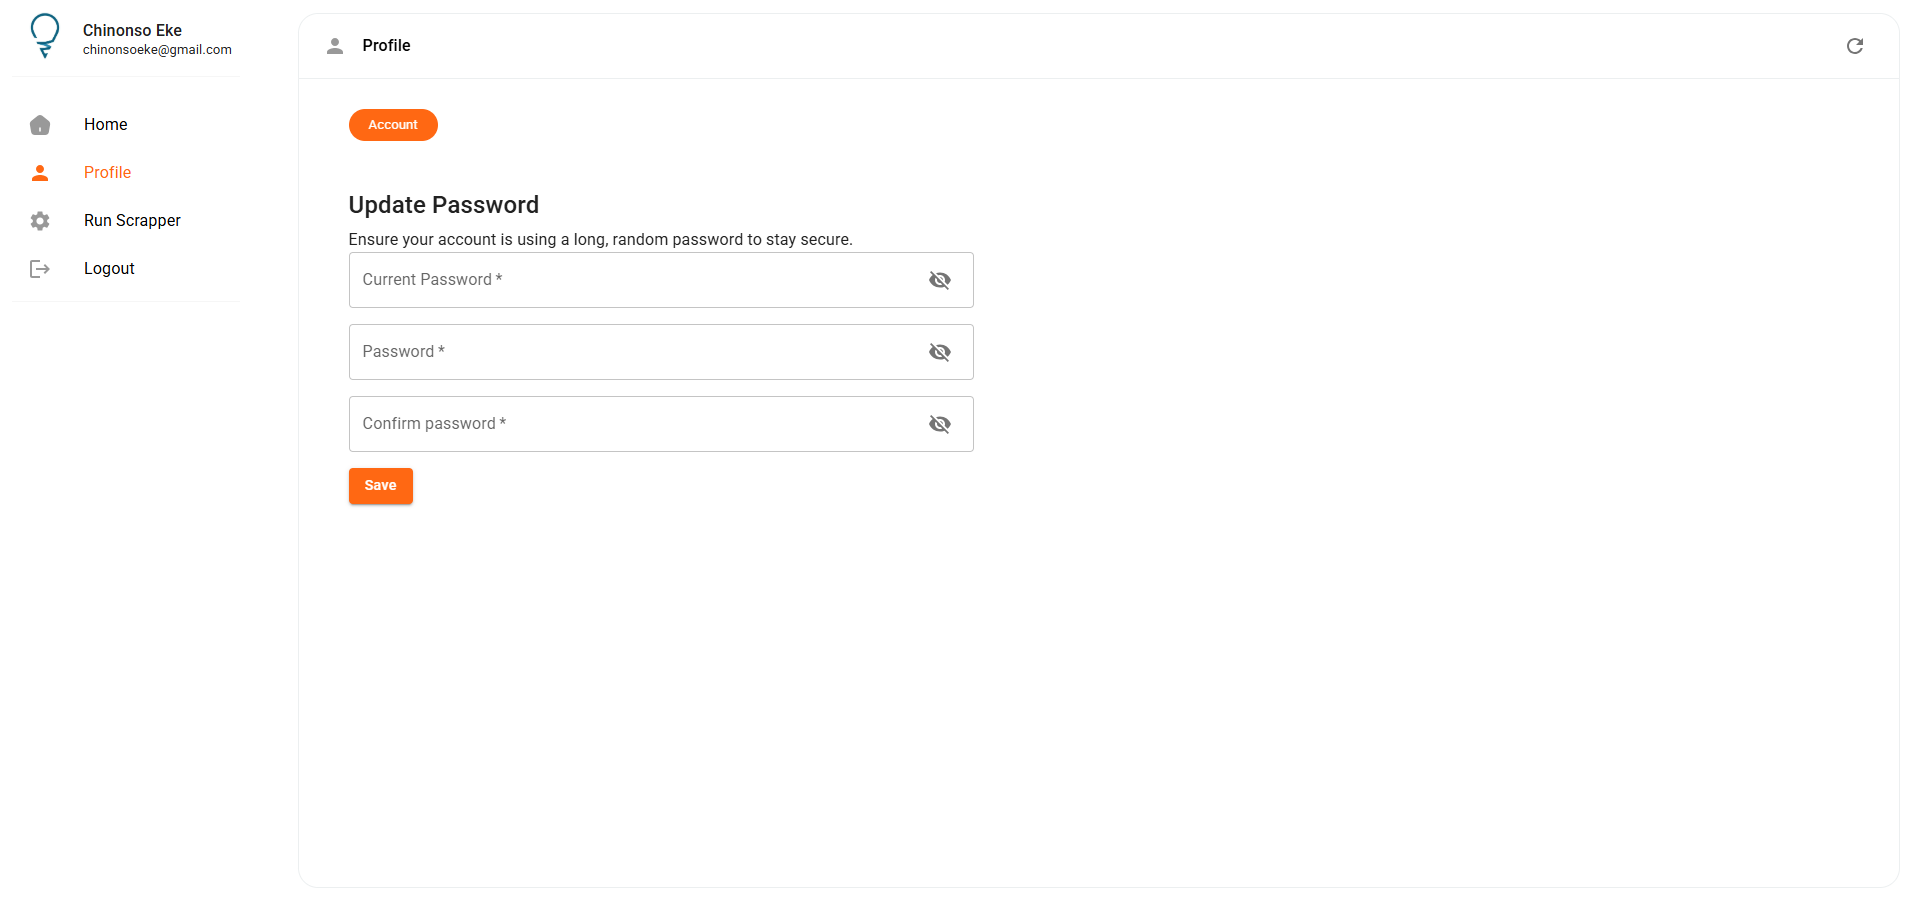 Chinonso Eke
chinonsoeke@gmail.com
Home
Profile
Run Scrapper
Logout
Profile
Account
Update Password
Ensure your account is using a long, random password to stay secure.
Current Password *
Password *
Confirm password *
Save